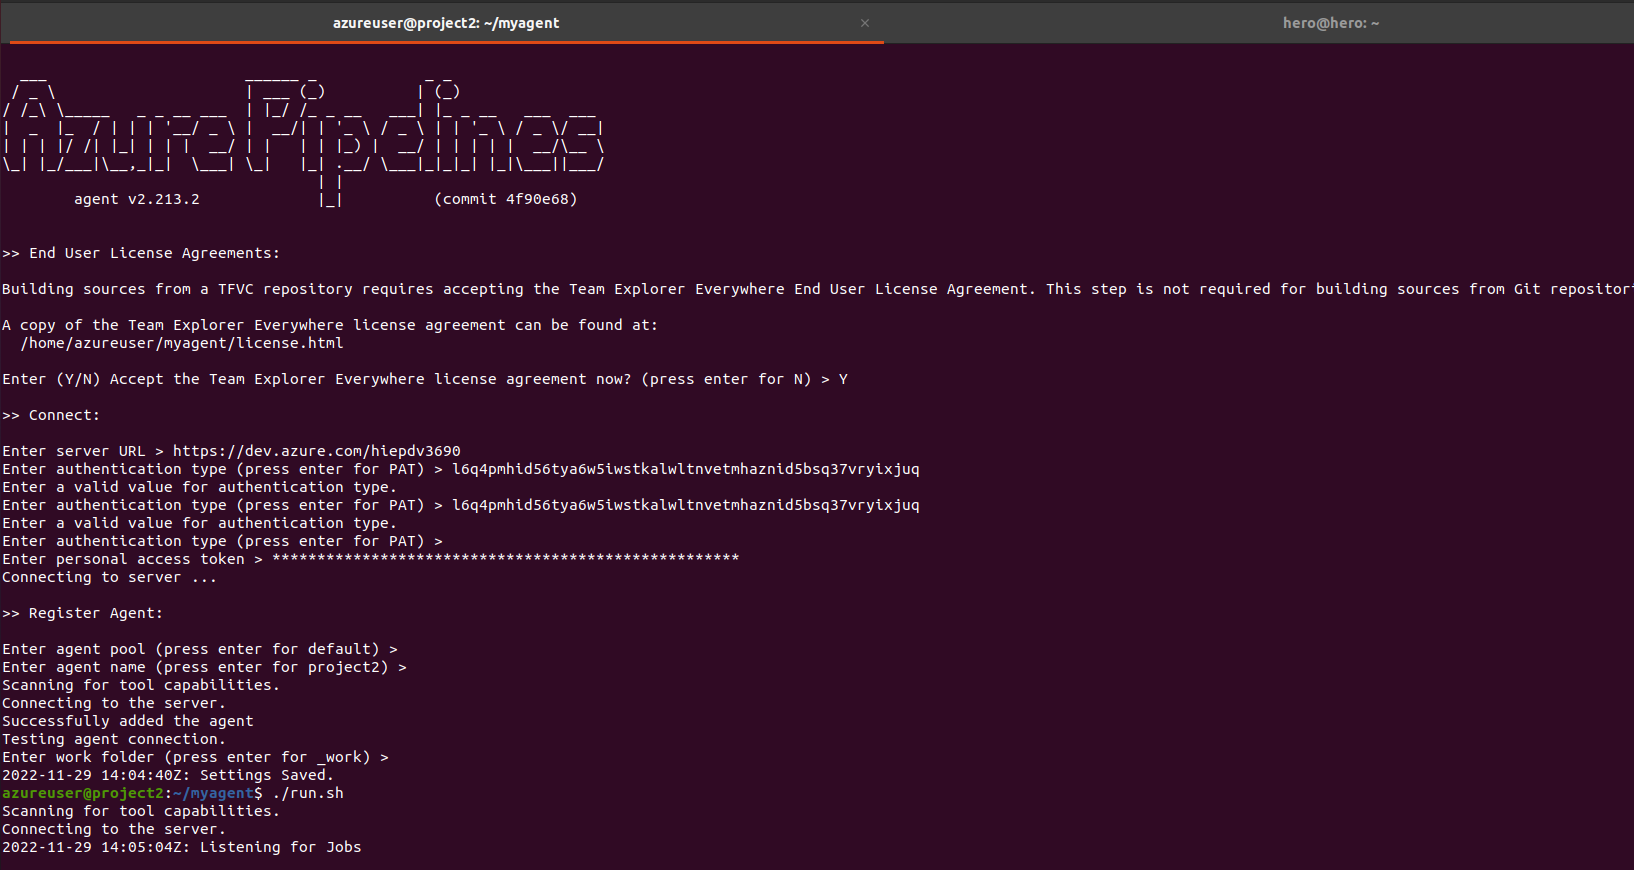 azureuser@project2: ~/myagent ×
hero@hero: ~
Azure Pipelines
agent v2.213.2 (commit 4f90e68)
>> End User License Agreements:
Building sources from a TFVC repository requires accepting the Team Explorer Everywhere End User License Agreement. This step is not required for building sources from Git repositori
A copy of the Team Explorer Everywhere license agreement can be found at:
/home/azureuser/myagent/license.html
Enter (Y/N) Accept the Team Explorer Everywhere license agreement now? (press enter for N) > Y
>> Connect:
Enter server URL > https://dev.azure.com/hiepdv3690
Enter authentication type (press enter for PAT) > l6q4pmhid56tya6w5iwstkalwltnvetmhaznid5bsq37vryixjuq
Enter a valid value for authentication type.
Enter authentication type (press enter for PAT) > l6q4pmhid56tya6w5iwstkalwltnvetmhaznid5bsq37vryixjuq
Enter a valid value for authentication type.
Enter authentication type (press enter for PAT) >
Enter personal access token > ****************************************************
Connecting to server ...
>> Register Agent:
Enter agent pool (press enter for default) >
Enter agent name (press enter for project2) >
Scanning for tool capabilities.
Connecting to the server.
Successfully added the agent
Testing agent connection.
Enter work folder (press enter for _work) >
2022-11-29 14:04:40Z: Settings Saved.
azureuser@project2:~/myagent$ ./run.sh
Scanning for tool capabilities.
Connecting to the server.
2022-11-29 14:05:04Z: Listening for Jobs